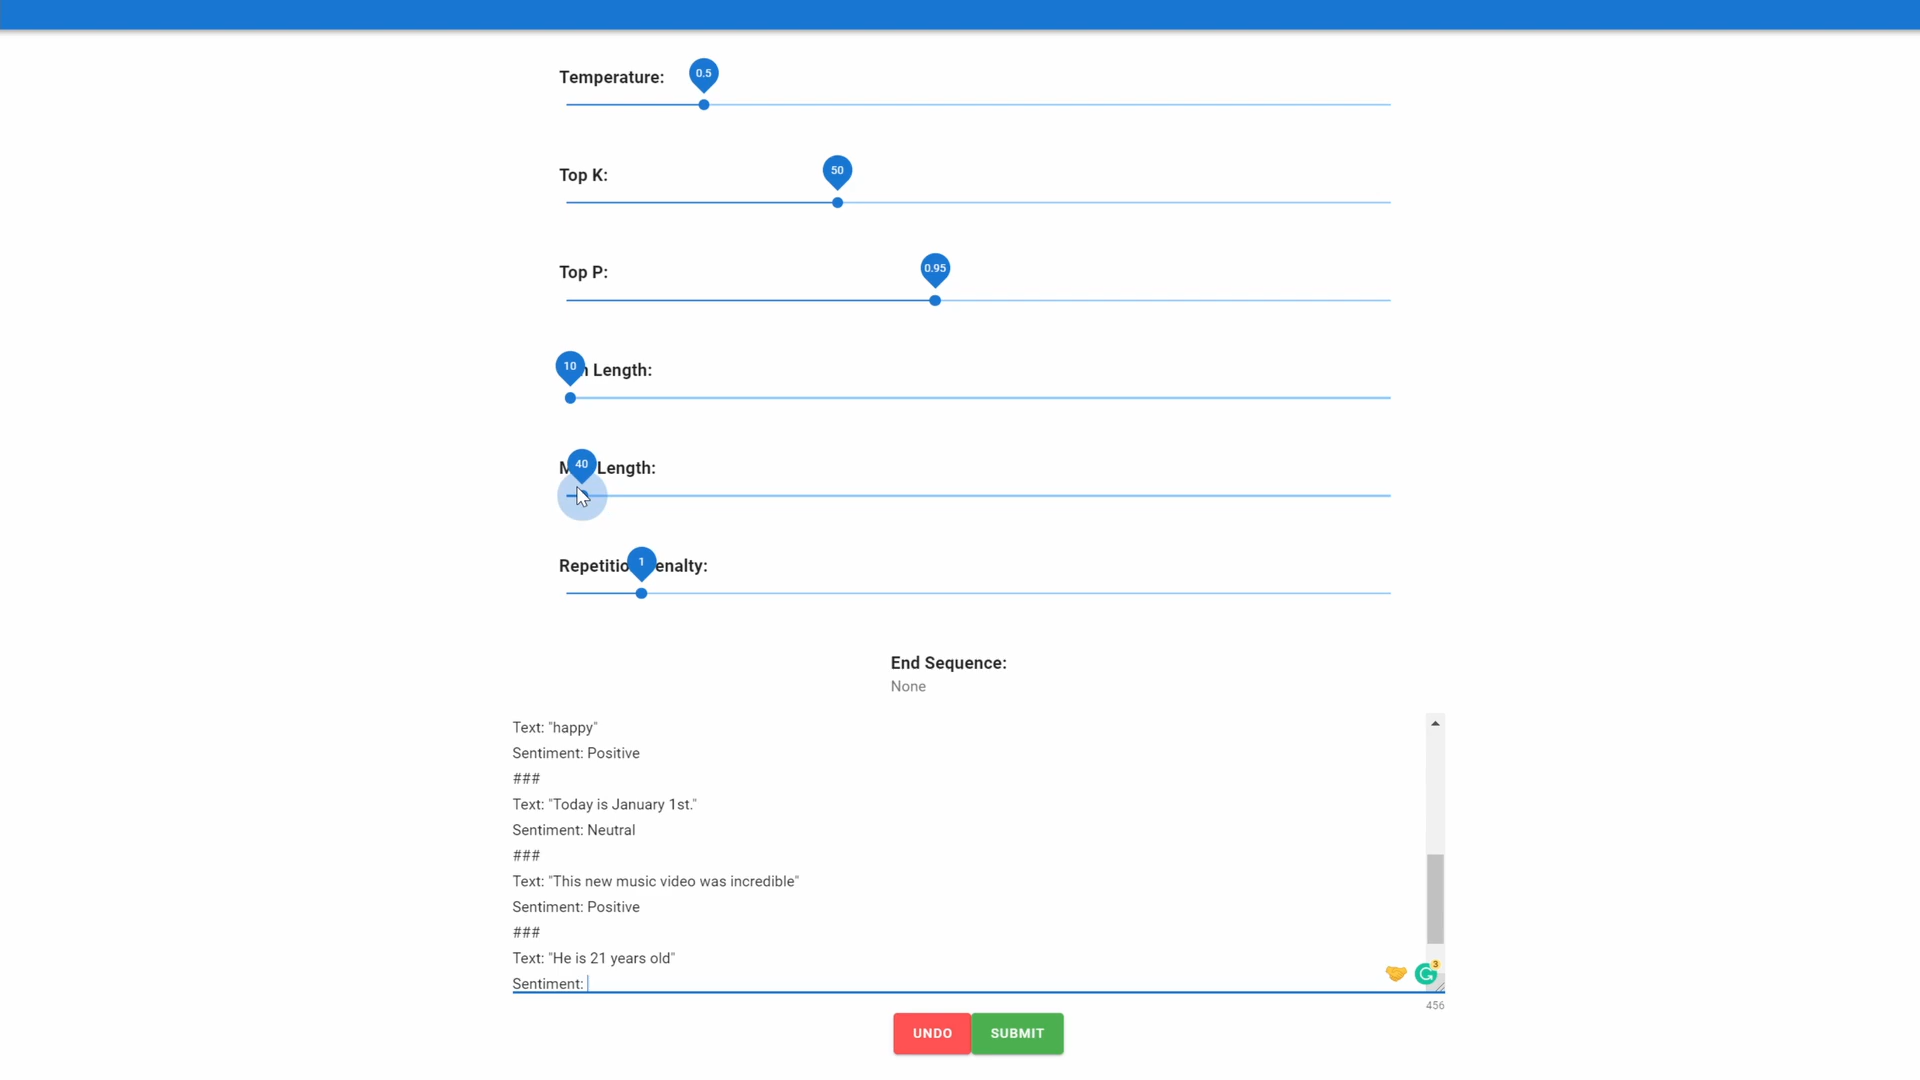 Temperature: 0.5
Top K: 50
Top P: 0.95
10 Length:
40 Length:
1
End Sequence:
None
Text: "happy"
Sentiment: Positive
###
Text: "Today is January 1st."
Sentiment: Neutral
###
Text: "This new music video was incredible"
Sentiment: Positive
###
Text: "He is 21 years old"
Sentiment:
3
456
UNDO SUBMIT